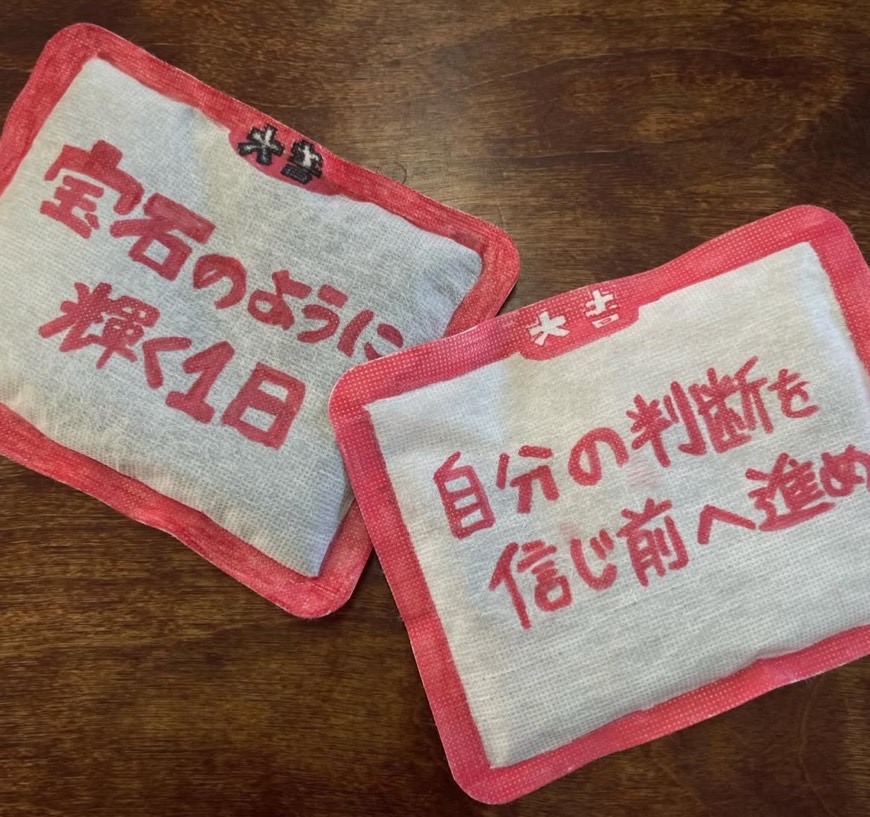 大吉
宝石のように
輝く1日
大吉
自分の判断を
信じ前へ進め